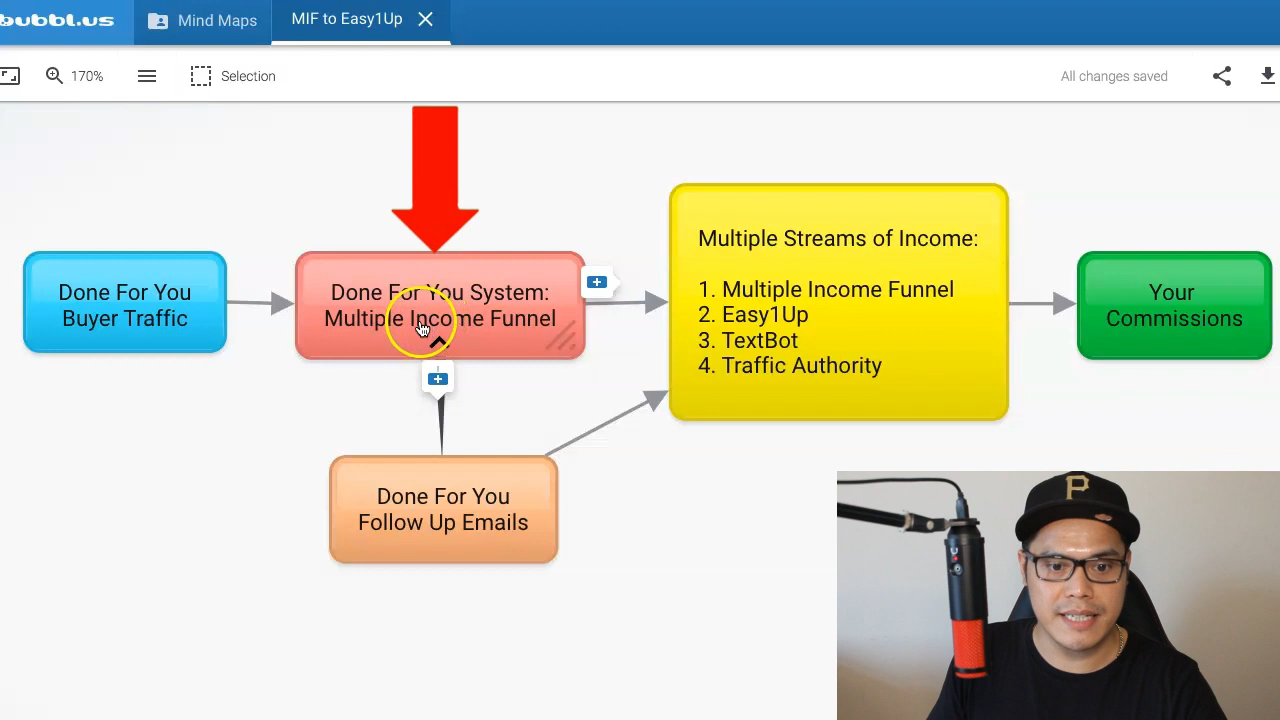 bubbl.us
Mind Maps
MIF to Easy1Up
170%
Selection
All changes saved
Done For You
Buyer Traffic
Done For You System:
Multiple Income Funnel
Multiple Streams of Income:
1. Multiple Income Funnel
2. Easy1Up
3. TextBot
4. Traffic Authority
Your
Commissions
Done For You
Follow Up Emails
P